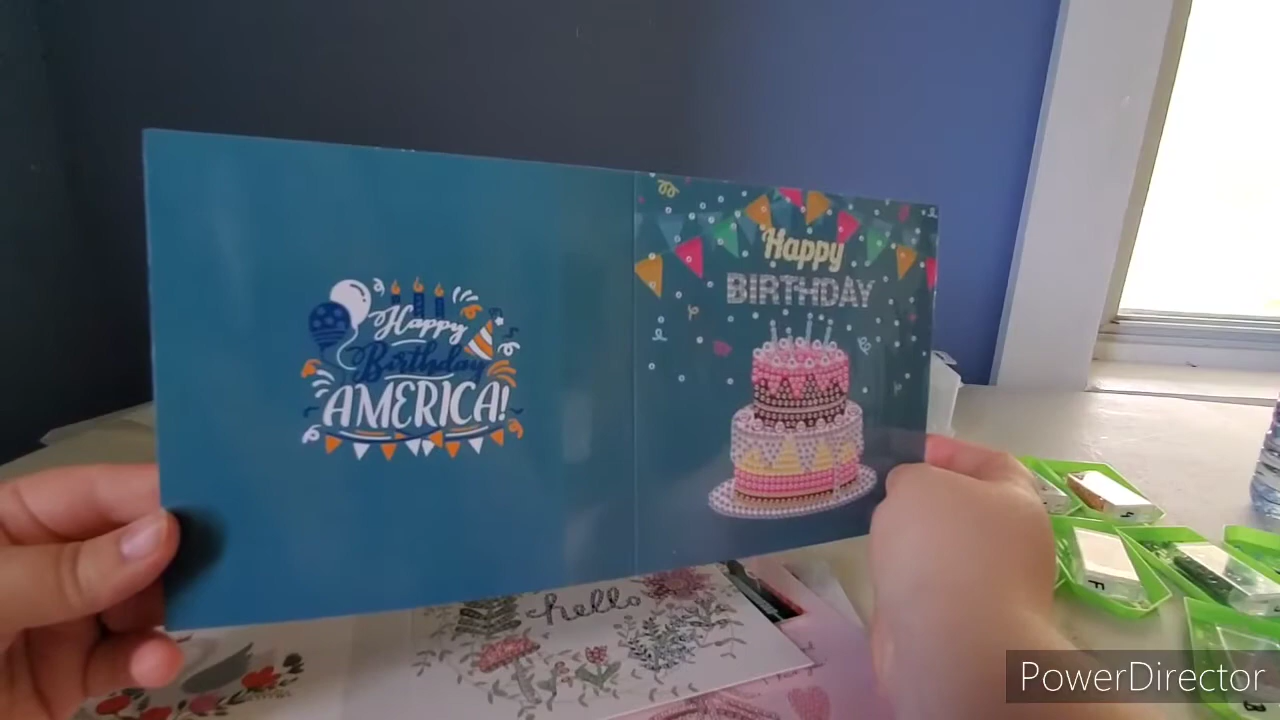 Happy
Birthday
AMERICA!
Happy
BIRTHDAY
hello
F
PowerDirector